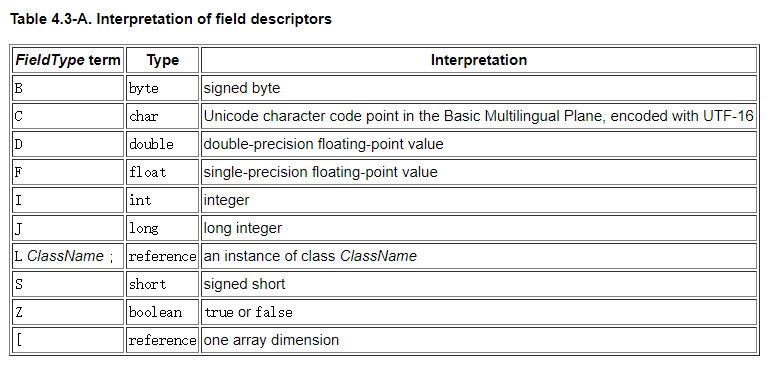 Table 4.3-A. Interpretation of field descriptors
FieldType term Type Interpretation
B byte signed byte
C char Unicode character code point in the Basic Multilingual Plane, encoded with UTF-16
D double double-precision floating-point value
F float single-precision floating-point value
I int integer
J long long integer
L ClassName ; reference an instance of class ClassName
S short signed short
Z boolean true or false
[ reference one array dimension